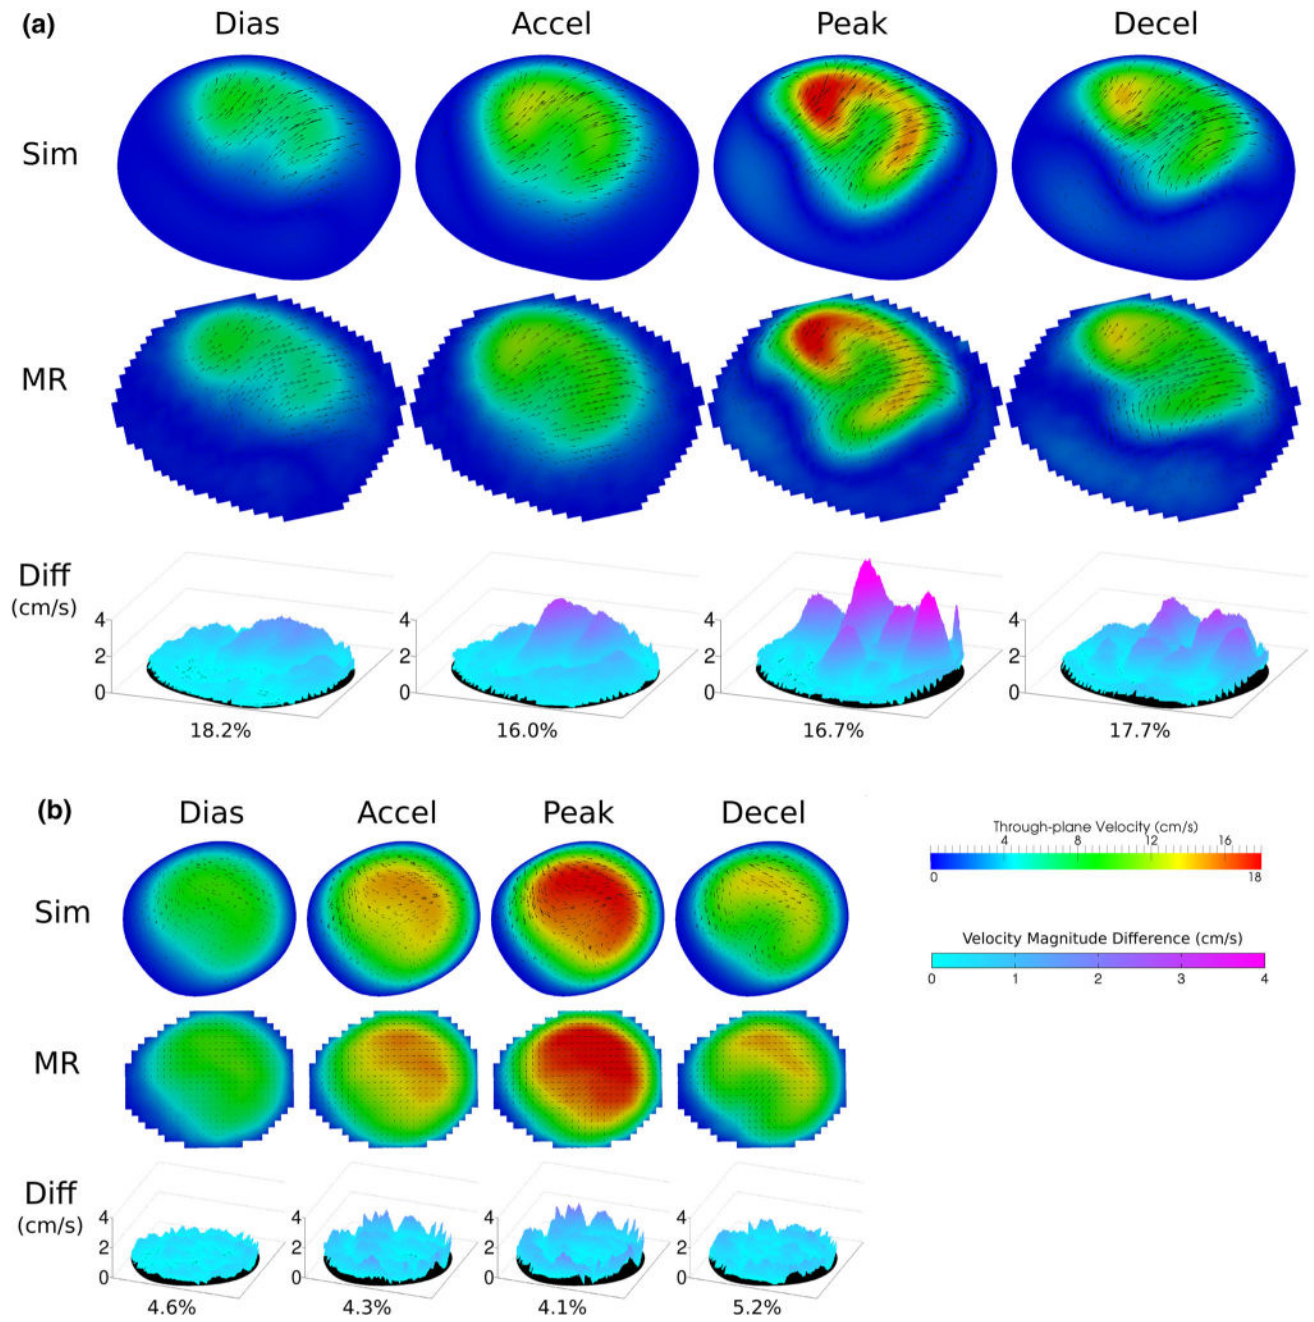 (a)
Dias Accel Peak Decel
Sim
MR
Diff
(cm/s)
4 4 4 4
2 2 2 2
0 0 0 0
18.2% 16.0% 16.7% 17.7%
(b)
Dias Accel Peak Decel
Sim
MR
Diff
(cm/s)
4 4 4 4
2 2 2 2
0 0 0 0
4.6% 4.3% 4.1% 5.2%
Through-plane Velocity (cm/s)
4 8 12 16
0 18
Velocity Magnitude Difference (cm/s)
0 1 2 3 4